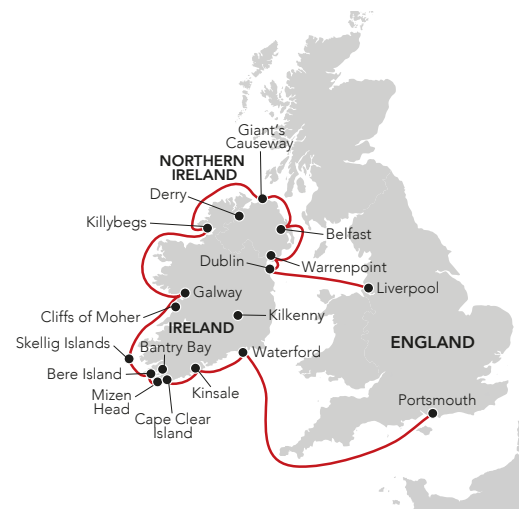 Giant's
Causeway
NORTHERN
IRELAND
Derry
Killybegs
Belfast
Dublin
Warrenpoint
Galway
Liverpool
Cliffs of Moher
Kilkenny
IRELAND
Skellig Islands
Bantry Bay
Waterford
ENGLAND
Bere Island
Mizen
Head
Kinsale
Portsmouth
Cape Clear
Island